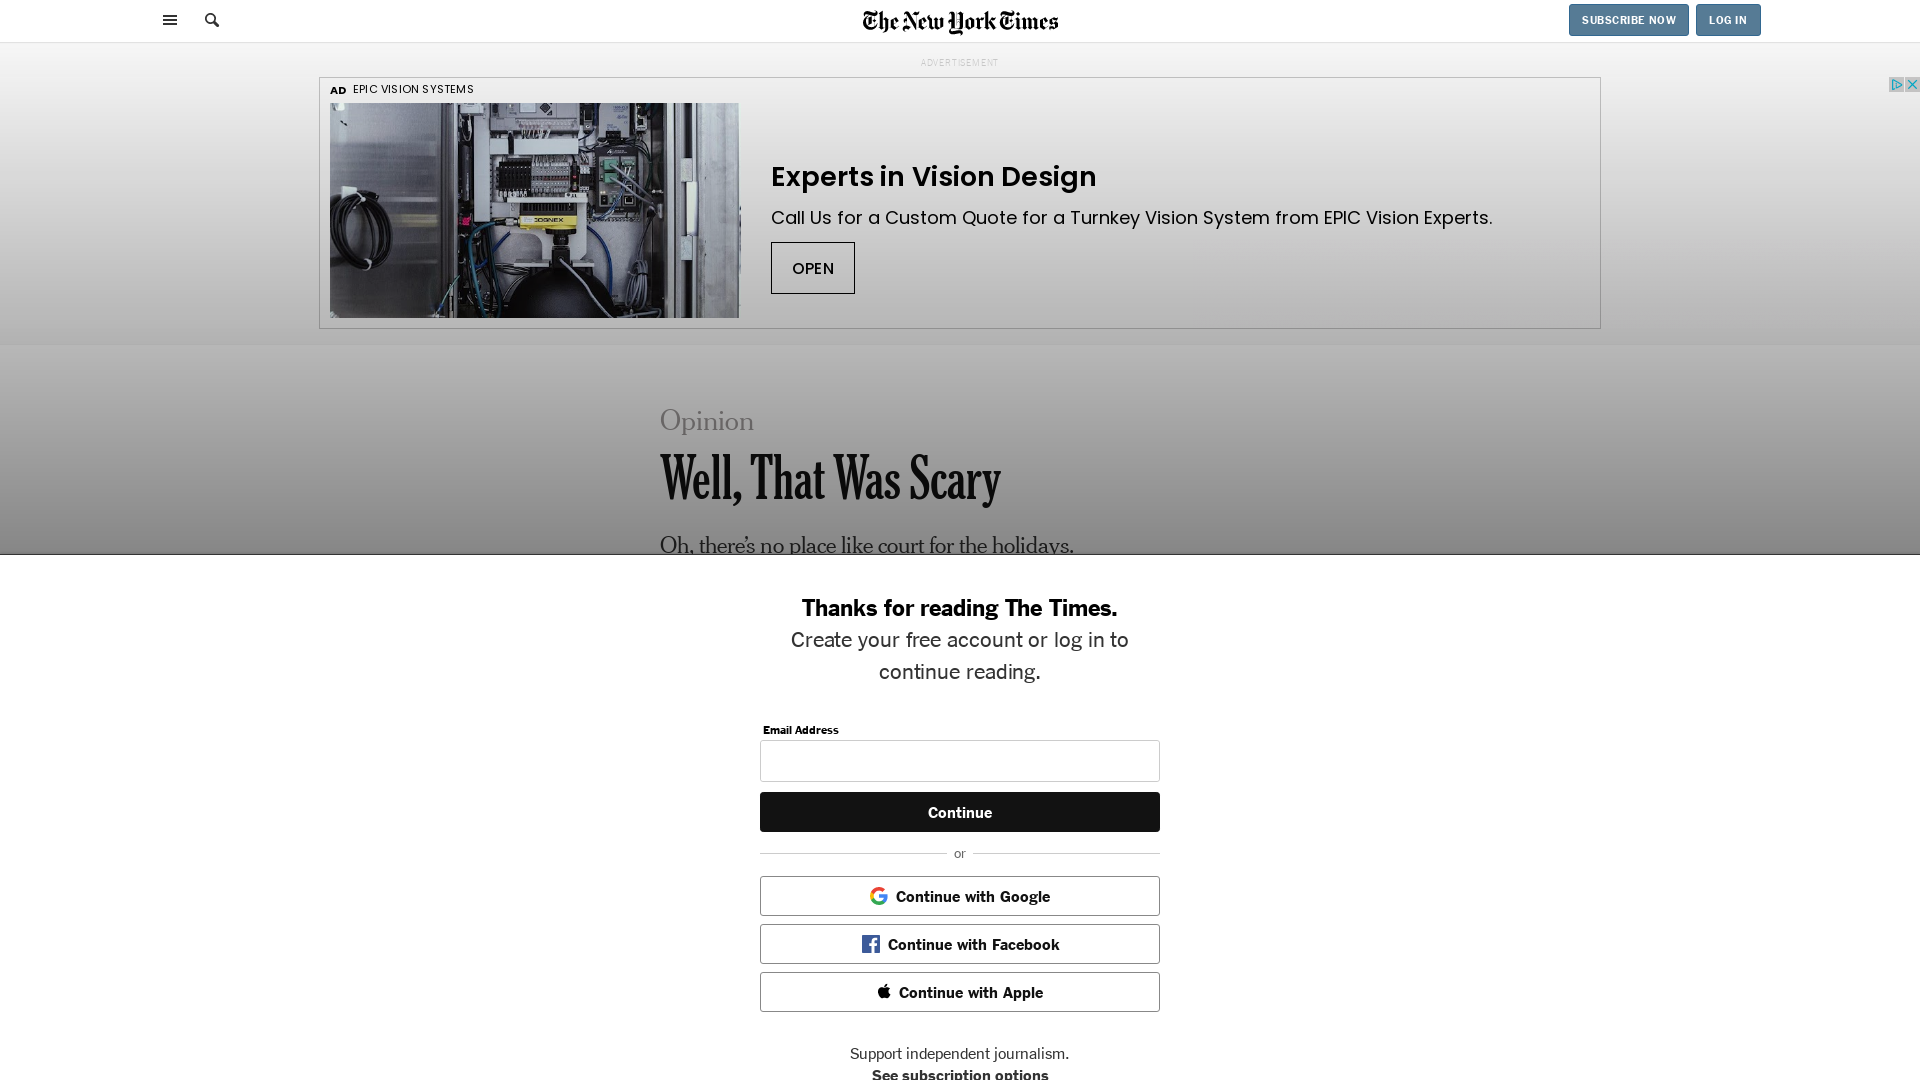 The New York Times
SUBSCRIBE NOW
LOG IN
ADVERTISEMENT
AD EPIC VISION SYSTEMS
COGNEX
Experts in Vision Design
Call Us for a Custom Quote for a Turnkey Vision System from EPIC Vision Experts.
OPEN
Opinion
Well, That Was Scary
Oh, there's no place like court for the holidays.
Thanks for reading The Times.
Create your free account or log in to
continue reading.
Email Address
Continue
or
Continue with Google
Continue with Facebook
Continue with Apple
Support independent journalism.
See subscription options